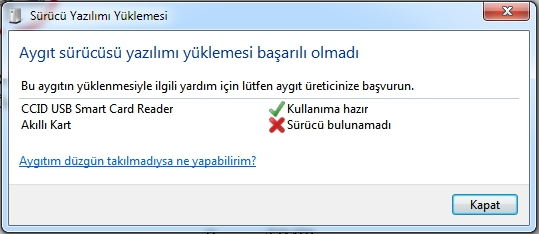 Sürücü Yazılımı Yüklemesi
Aygıt sürücüsü yazılımı yüklemesi başarılı olmadı
Bu aygıtın yüklenmesiyle ilgili yardım için lütfen aygıt üreticinize başvurun.
CCID USB Smart Card Reader Kullanıma hazır
Akıllı Kart Sürücü bulunamadı
Aygıtım düzgün takılmadıysa ne yapabilirim?
Kapat